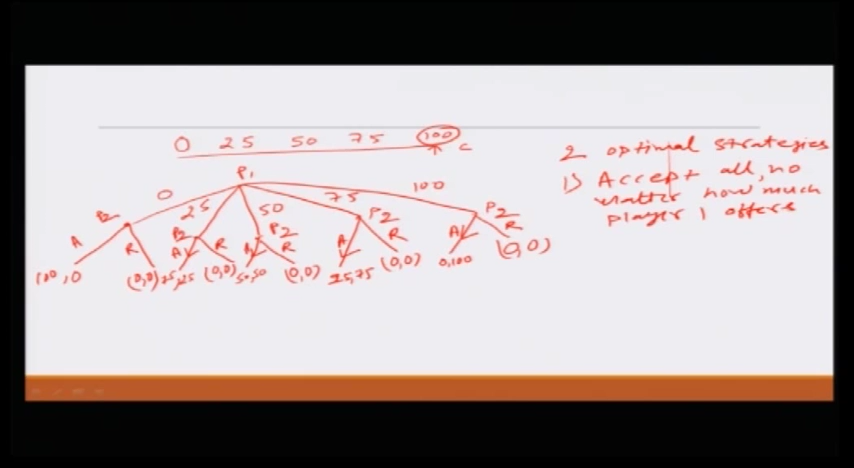 0 25 50 75 100
c
2 optimal strategies
1) Accept all, no
matter how much
player 1 offers
P1
0 25 50 75 100
P2 P2 P2 P2 P2
A R A R A R A R A R
100,0 (0,0) 75,25 (0,0) 50,50 (0,0) 25,75 (0,0) 0,100 (0,0)